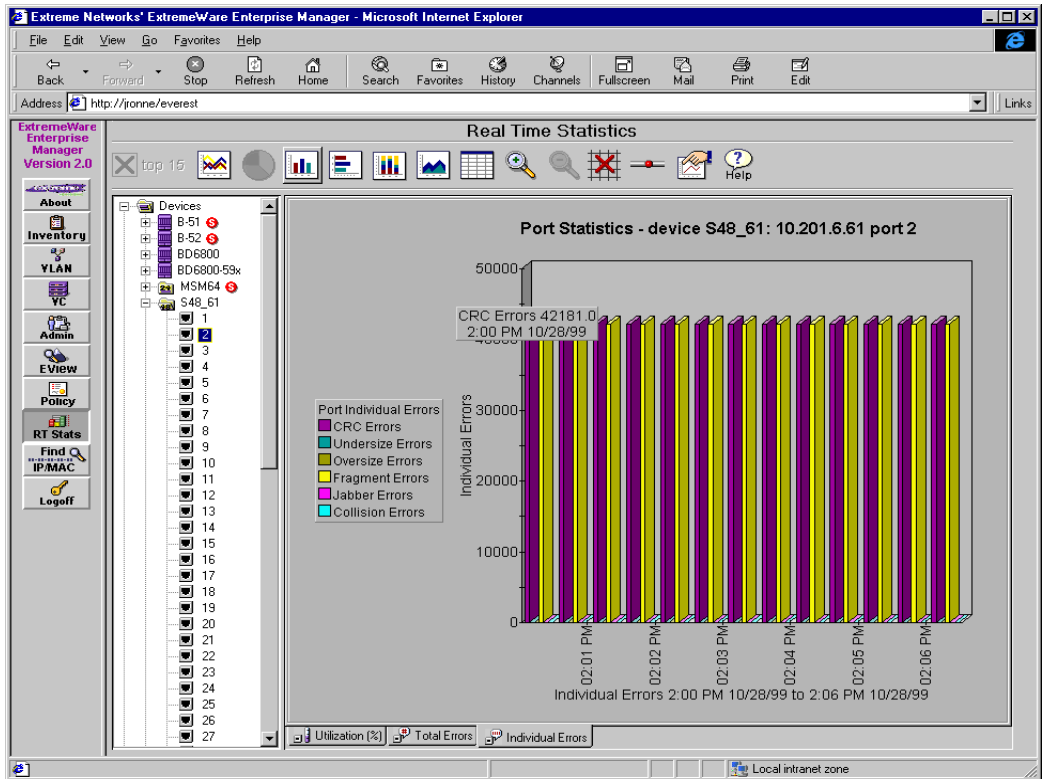 Extreme Networks' ExtremeWare Enterprise Manager - Microsoft Internet Explorer
File Edit View Go Favorites Help
Back Forward Stop Refresh Home Search Favorites History Channels Fullscreen Mail Print Edit
Address http://jronne/everest Links
ExtremeWare
Enterprise
Manager
Version 2.0
About
Inventory
VLAN
VC
Admin
EView
Policy
RT Stats
Find
IP/MAC
Logoff
Real Time Statistics
top 15
Help
Devices
B-51 S
B-52 S
BD6800
BD6800-59x
MSM64 S
S48_61
1
2
3
4
5
6
7
8
9
10
11
12
13
14
15
16
17
18
19
20
21
22
23
24
25
26
27
Port Statistics - device S48_61: 10.201.6.61 port 2
CRC Errors 42181.0
2:00 PM 10/28/99
50000
40000
30000
20000
10000
0
Individual Errors
Port Individual Errors
CRC Errors
Undersize Errors
Oversize Errors
Fragment Errors
Jabber Errors
Collision Errors
02:01 PM
02:02 PM
02:03 PM
02:04 PM
02:05 PM
02:06 PM
Individual Errors 2:00 PM 10/28/99 to 2:06 PM 10/28/99
Utilization (%) Total Errors Individual Errors
Local intranet zone